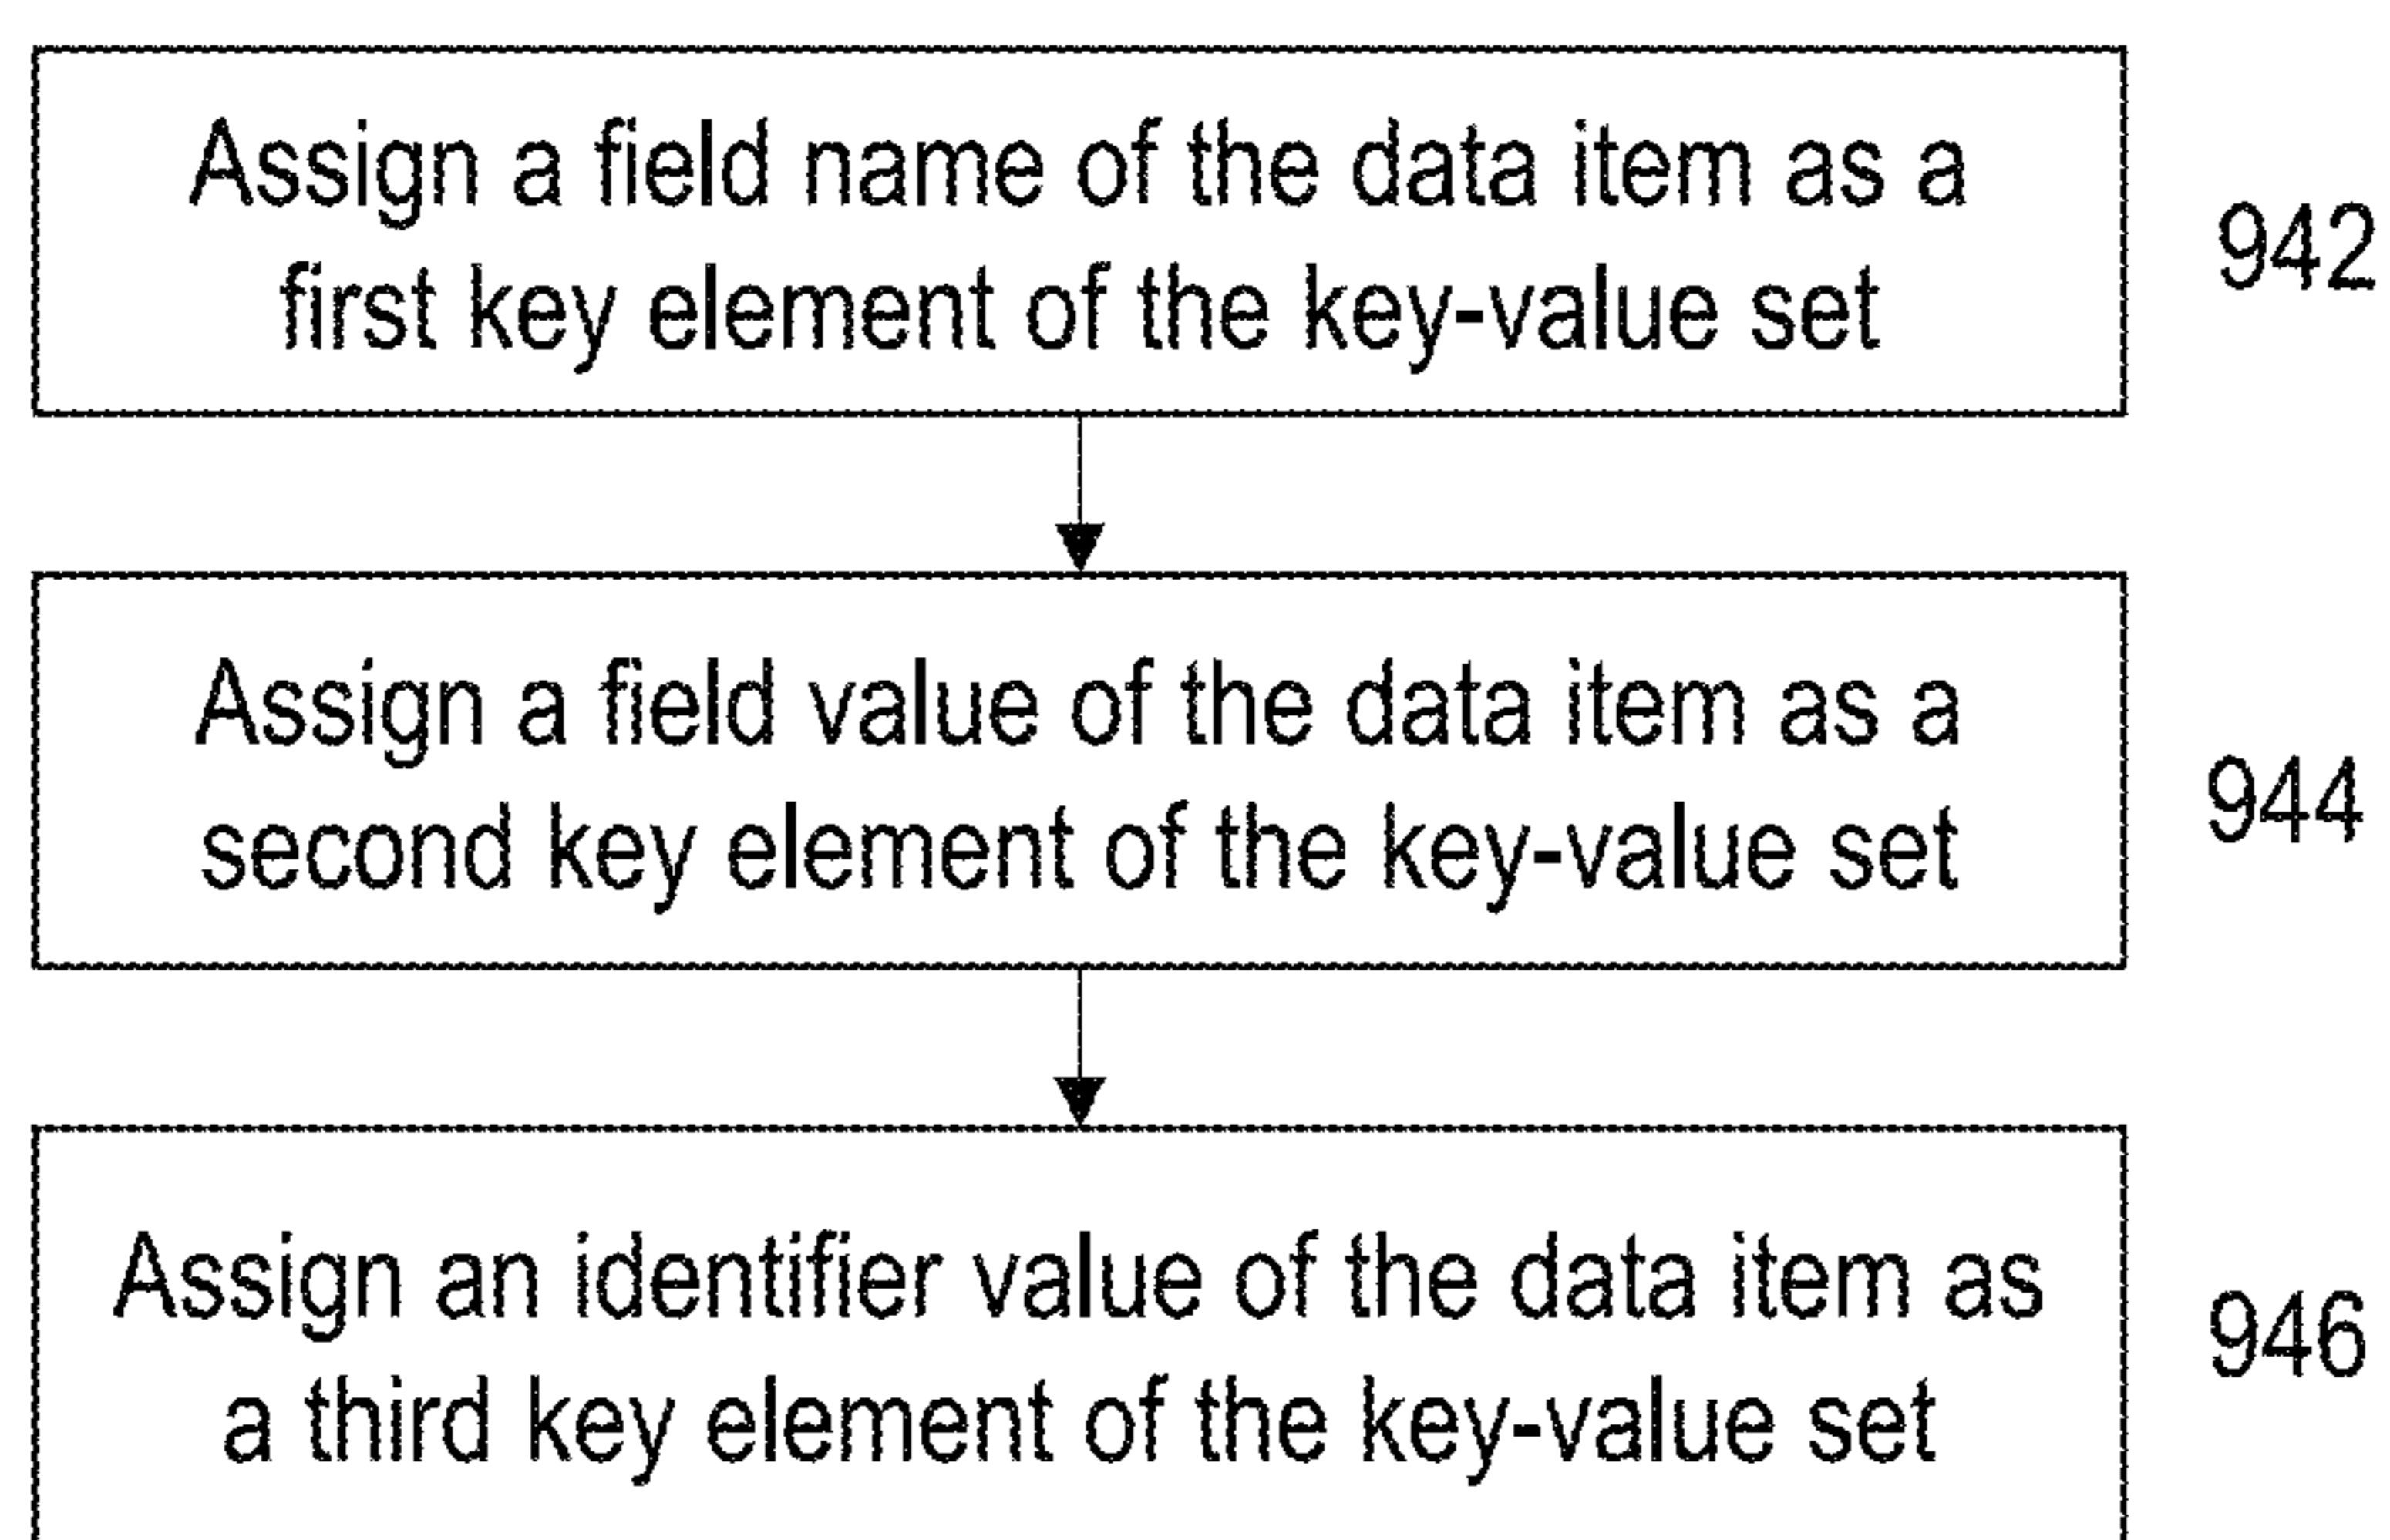 Assign a field name of the data item as a
first key element of the key-value set
942
Assign a field value of the data item as a
second key element of the key-value set
944
Assign an identifier value of the data item as
a third key element of the key-value set
946